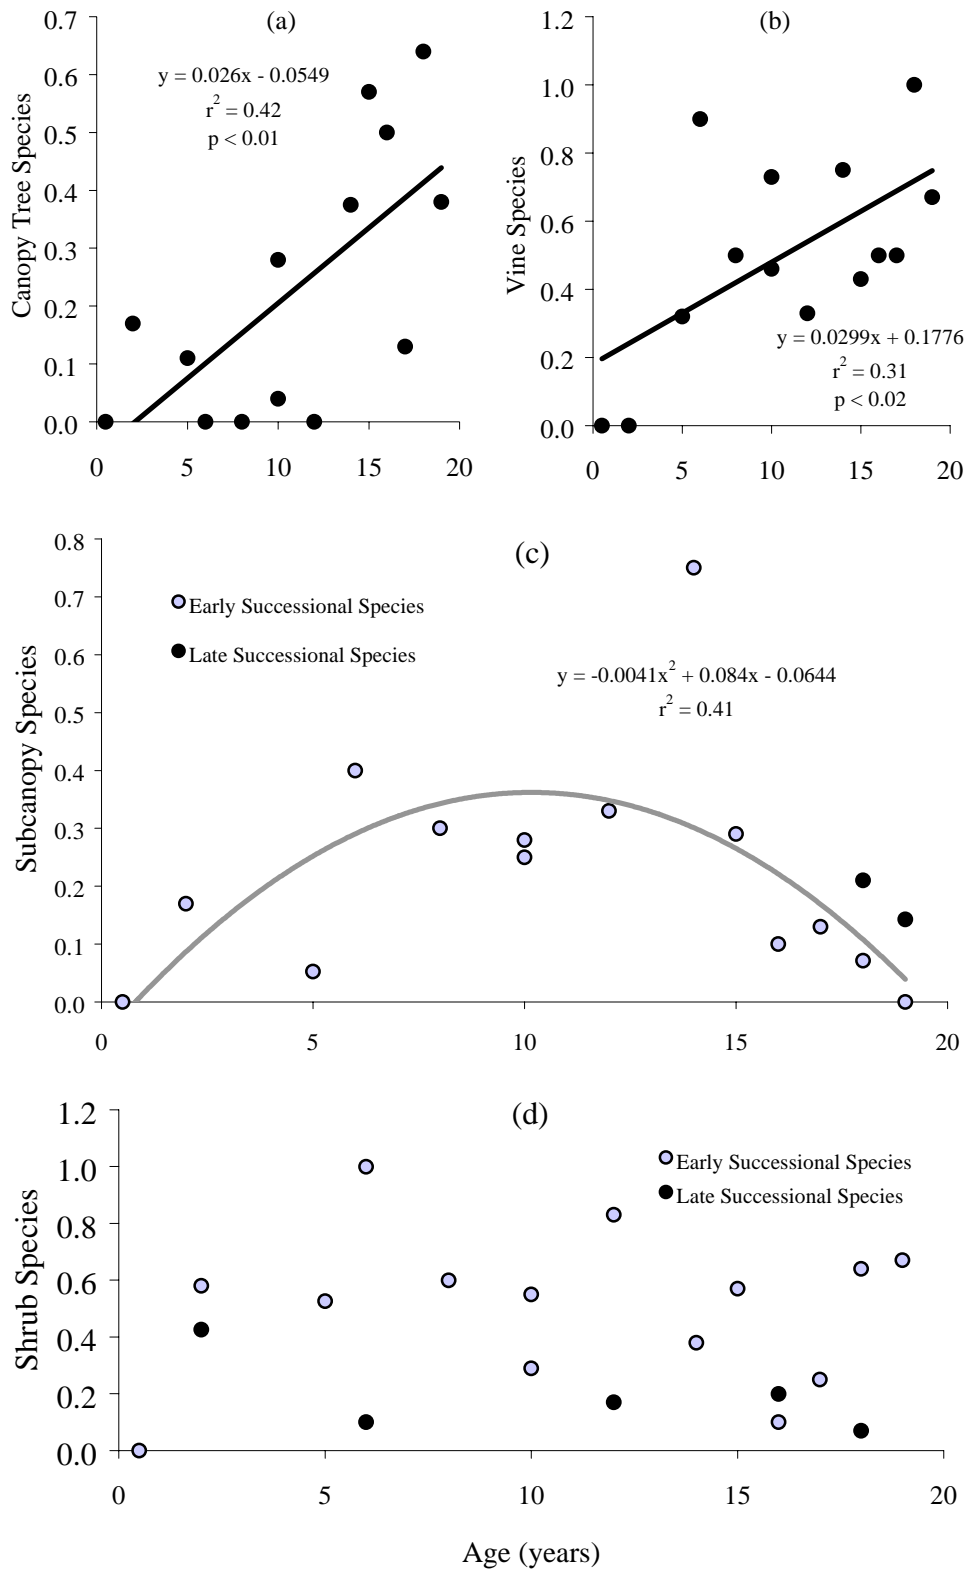 (a)
Canopy Tree Species
0.7
0.6
0.5
0.4
0.3
0.2
0.1
0.0
y = 0.026x - 0.0549
r² = 0.42
p < 0.01
0 5 10 15 20
(b)
Vine Species
1.2
1.0
0.8
0.6
0.4
0.2
0.0
y = 0.0299x + 0.1776
r² = 0.31
p < 0.02
0 5 10 15 20
(c)
Subcanopy Species
0.8
0.7
0.6
0.5
0.4
0.3
0.2
0.1
0.0
Early Successional Species
Late Successional Species
y = -0.0041x² + 0.084x - 0.0644
r² = 0.41
0 5 10 15 20
(d)
Shrub Species
1.2
1.0
0.8
0.6
0.4
0.2
0.0
Early Successional Species
Late Successional Species
0 5 10 15 20
Age (years)